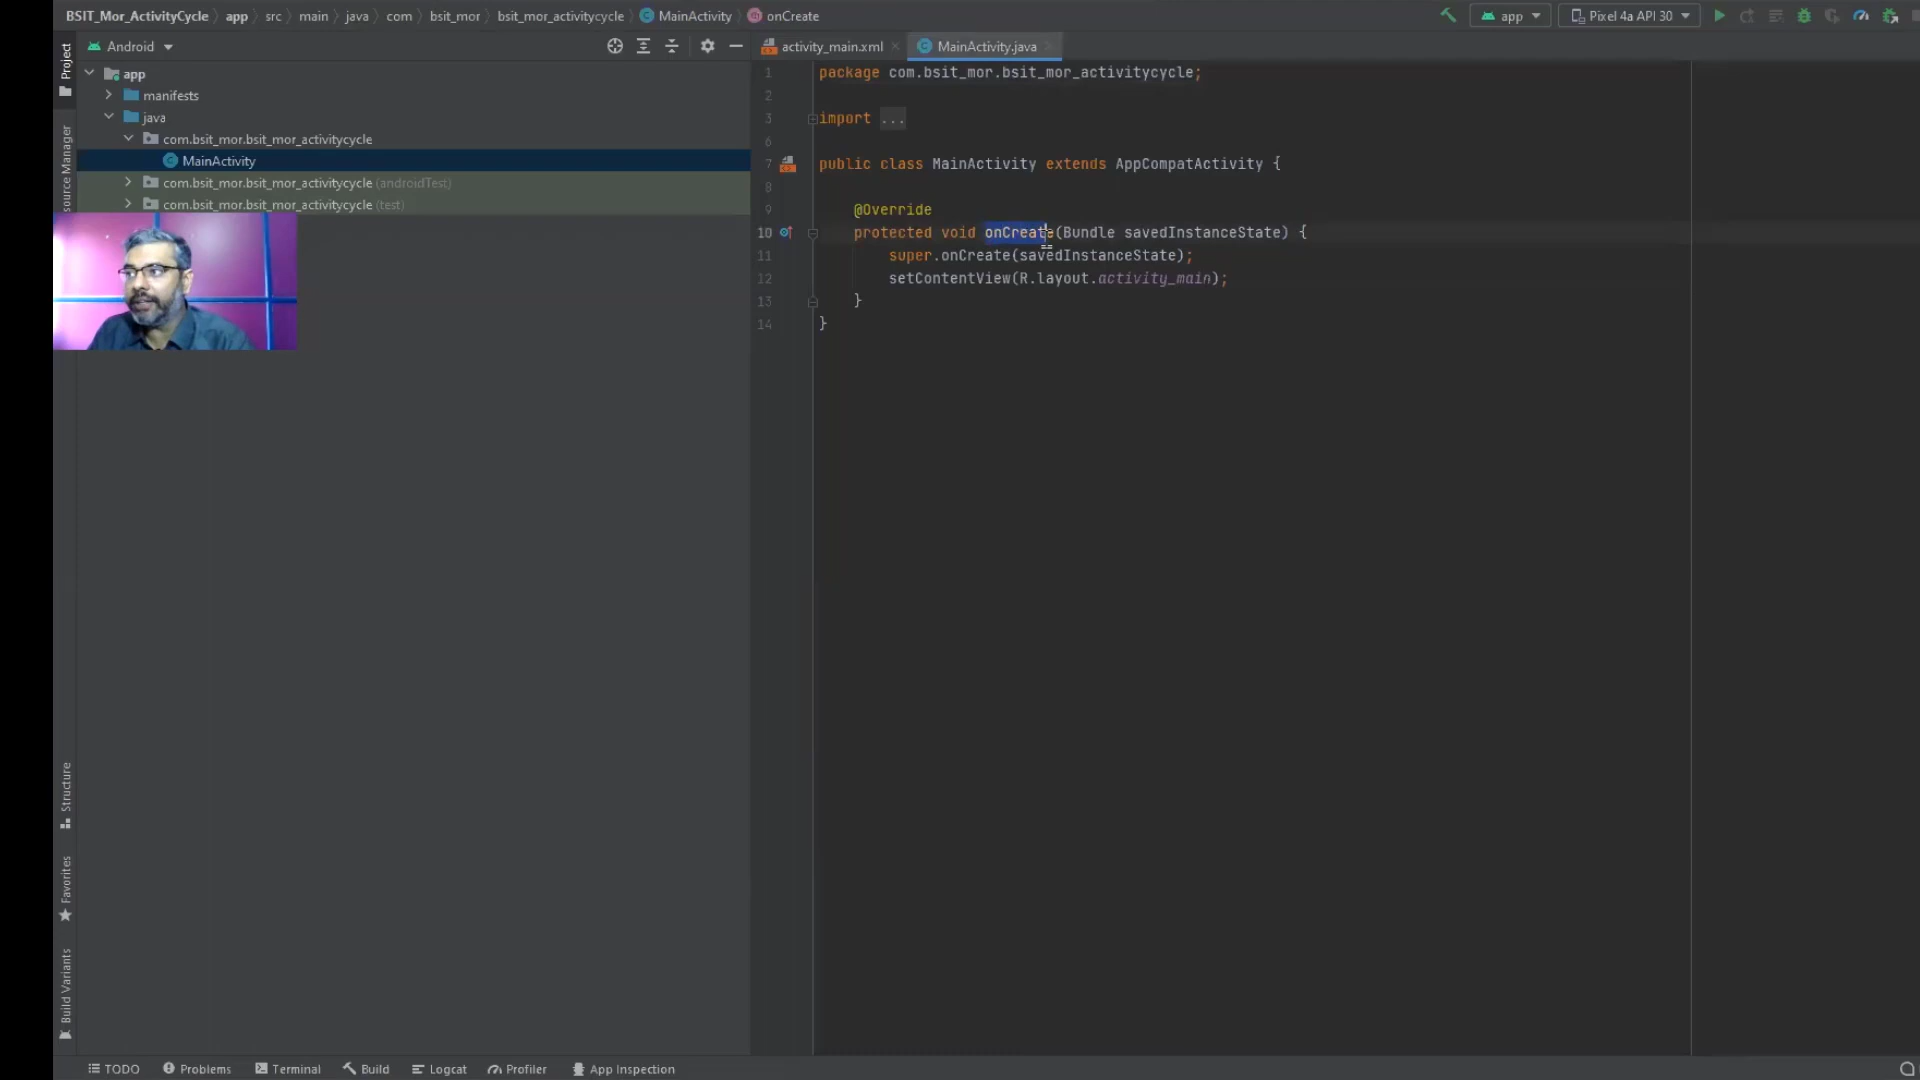 BSIT_Mor_ActivityCycle app src main java com bsit_mor bsit_mor_activitycycle MainActivity onCreate app Pixel 4a API 30
Android
activity_main.xml MainActivity.java
Project
app
manifests
java
com.bsit_mor.bsit_mor_activitycycle
MainActivity
com.bsit_mor.bsit_mor_activitycycle (androidTest)
com.bsit_mor.bsit_mor_activitycycle (test)
source Manager
1 package com.bsit_mor.bsit_mor_activitycycle;
2
3 import ...
6
7 public class MainActivity extends AppCompatActivity {
8
9 @Override
10 protected void onCreate(Bundle savedInstanceState) {
11 super.onCreate(savedInstanceState);
12 setContentView(R.layout.activity_main);
13 }
14 }
Structure
Favorites
Build Variants
TODO Problems Terminal Build Logcat Profiler App Inspection